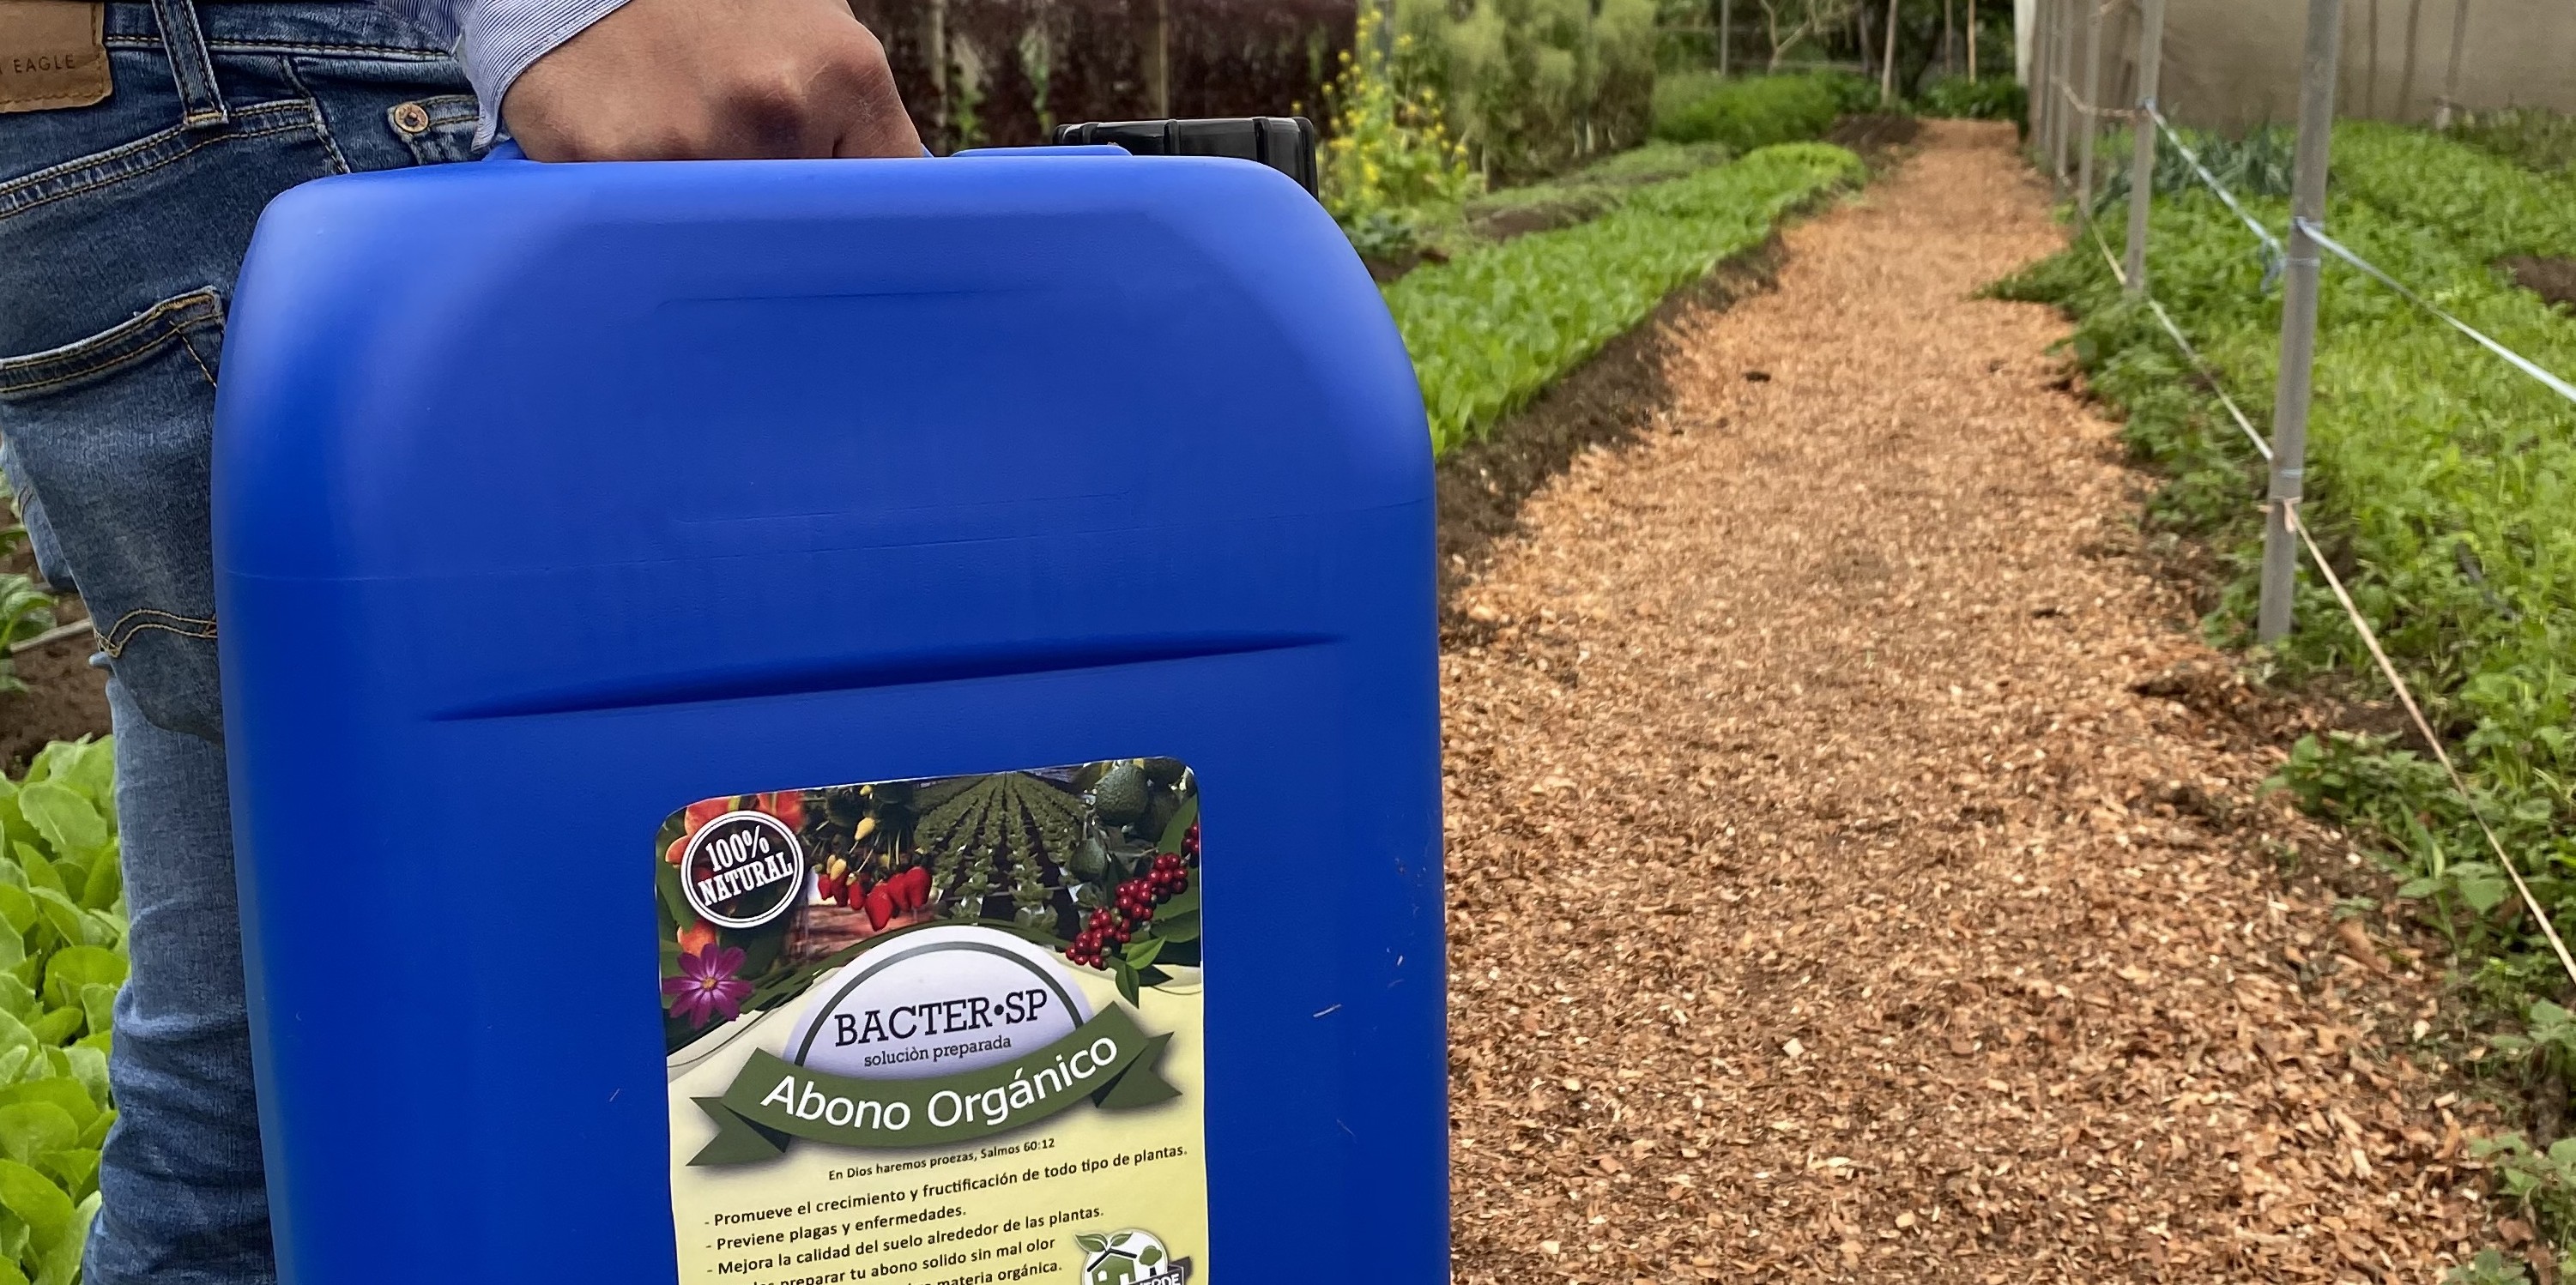 EAGLE
100%
NATURAL
BACTER•SP
soluciòn preparada
Abono Orgánico
En Dios haremos proezas, Salmos 60:12
- Promueve el crecimiento y fructificación de todo tipo de plantas.
- Previene plagas y enfermedades.
- Mejora la calidad del suelo alrededor de las plantas.
preparar tu abono solido sin mal olor
materia orgánica.